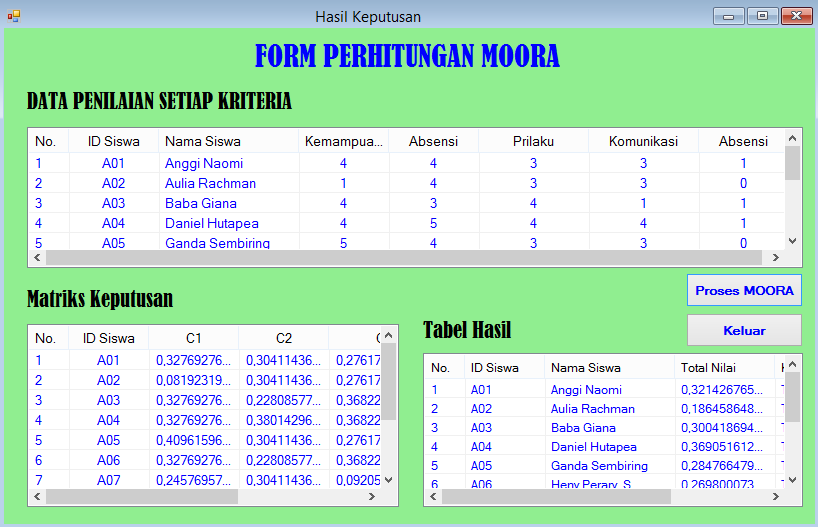 Hasil Keputusan
FORM PERHITUNGAN MOORA
DATA PENILAIAN SETIAP KRITERIA
No. ID Siswa Nama Siswa Kemampua... Absensi Prilaku Komunikasi Absensi
1 A01 Anggi Naomi 4 4 3 3 1
2 A02 Aulia Rachman 1 4 3 3 0
3 A03 Baba Giana 4 3 4 1 1
4 A04 Daniel Hutapea 4 5 4 4 1
5 A05 Ganda Sembiring 5 4 3 3 0
Proses MOORA
Keluar
Matriks Keputusan
No. ID Siswa C1 C2
1 A01 0,32769276... 0,30411436... 0,27617
2 A02 0,08192319... 0,30411436... 0,27617
3 A03 0,32769276... 0,22808577... 0,36822
4 A04 0,32769276... 0,38014296... 0,36822
5 A05 0,40961596... 0,30411436... 0,27617
6 A06 0,32769276... 0,22808577... 0,36822
7 A07 0,24576957... 0,30411436... 0,09205
Tabel Hasil
No. ID Siswa Nama Siswa Total Nilai
1 A01 Anggi Naomi 0,321426765...
2 A02 Aulia Rachman 0,186458648...
3 A03 Baba Giana 0,300418694...
4 A04 Daniel Hutapea 0,369051612...
5 A05 Ganda Sembiring 0,284766479...
6 A06 Heny Perary S 0,269800073